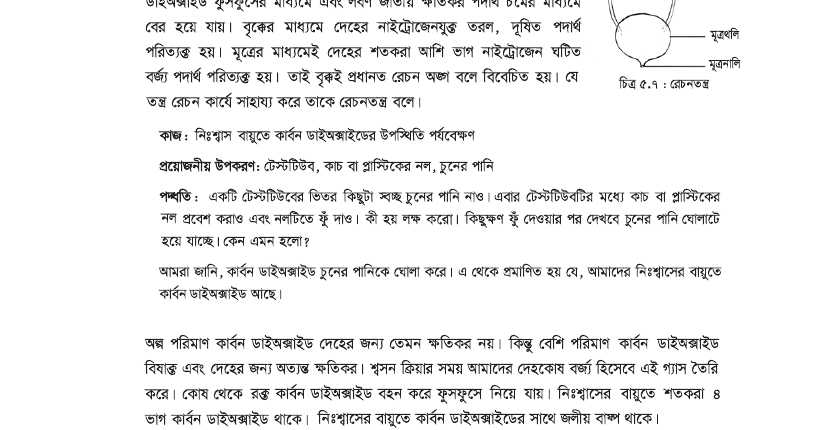 ডাইঅক্সাইড ফুসফুসের মাধ্যমে এবং লবণ জাতীয় ক্ষতিকর পদার্থ চর্মের মাধ্যমে
বের হয়ে যায়। বৃক্কের মাধ্যমে দেহের নাইট্রোজেনযুক্ত তরল, দূষিত পদার্থ
পরিত্যক্ত হয়। মূত্রের মাধ্যমেই দেহের শতকরা আশি ভাগ নাইট্রোজেন ঘটিত
বর্জ্য পদার্থ পরিত্যক্ত হয়। তাই বৃক্কই প্রধানত রেচন অঙ্গ বলে বিবেচিত হয়। যে
তন্ত্র রেচন কার্যে সাহায্য করে তাকে রেচনতন্ত্র বলে।
মূত্রথলি
মূত্রনালি
চিত্র ৫.৭ : রেচনতন্ত্র
কাজ: নিঃশ্বাস বায়ুতে কার্বন ডাইঅক্সাইডের উপস্থিতি পর্যবেক্ষণ
প্রয়োজনীয় উপকরণ: টেস্টটিউব, কাচ বা প্লাস্টিকের নল, চুনের পানি
পদ্ধতি: একটি টেস্টটিউবের ভিতর কিছুটা স্বচ্ছ চুনের পানি নাও। এবার টেস্টটিউবটির মধ্যে কাচ বা প্লাস্টিকের
নল প্রবেশ করাও এবং নলটিতে ফুঁ দাও। কী হয় লক্ষ করো। কিছুক্ষণ ফুঁ দেওয়ার পর দেখবে চুনের পানি ঘোলাটে
হয়ে যাচ্ছে। কেন এমন হলো?
আমরা জানি, কার্বন ডাইঅক্সাইড চুনের পানিকে ঘোলা করে। এ থেকে প্রমাণিত হয় যে, আমাদের নিঃশ্বাসের বায়ুতে
কার্বন ডাইঅক্সাইড আছে।
অল্প পরিমাণ কার্বন ডাইঅক্সাইড দেহের জন্য তেমন ক্ষতিকর নয়। কিন্তু বেশি পরিমাণ কার্বন ডাইঅক্সাইড
বিষাক্ত এবং দেহের জন্য অত্যন্ত ক্ষতিকর। শ্বসন ক্রিয়ার সময় আমাদের দেহকোষ বর্জ্য হিসেবে এই গ্যাস তৈরি
করে। কোষ থেকে রক্ত কার্বন ডাইঅক্সাইড বহন করে ফুসফুসে নিয়ে যায়। নিঃশ্বাসের বায়ুতে শতকরা ৪
ভাগ কার্বন ডাইঅক্সাইড থাকে। নিঃশ্বাসের বায়ুতে কার্বন ডাইঅক্সাইডের সাথে জলীয় বাষ্প থাকে।